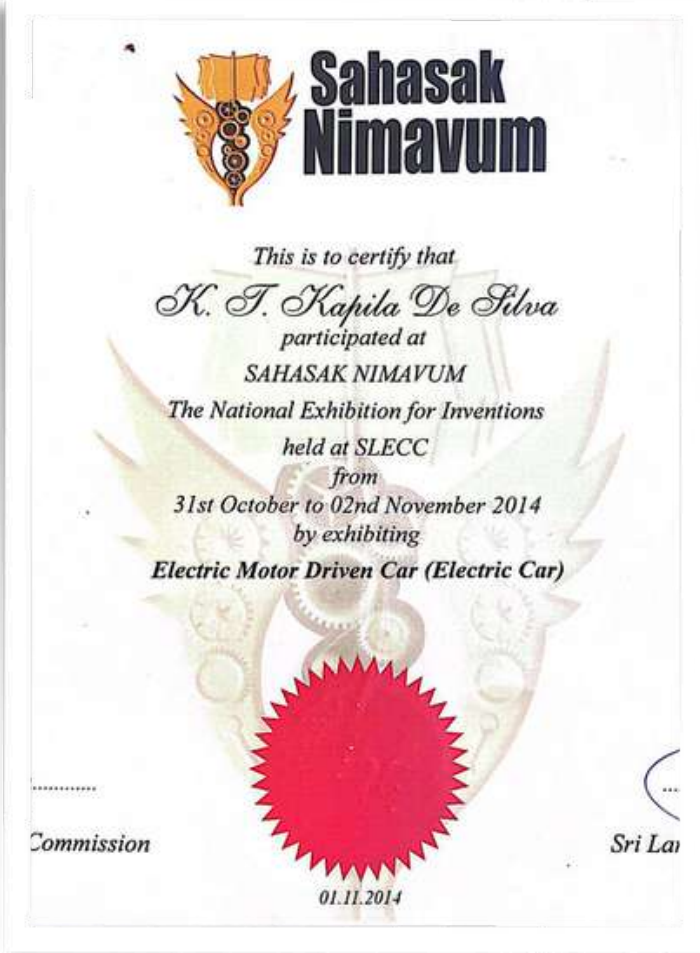 Sahasak
Nimavum
This is to certify that
K. T. Kapila De Silva
participated at
SAHASAK NIMAVUM
The National Exhibition for Inventions
held at SLECC
from
31st October to 02nd November 2014
by exhibiting
Electric Motor Driven Car (Electric Car)
Commission
Sri
01.11.2014